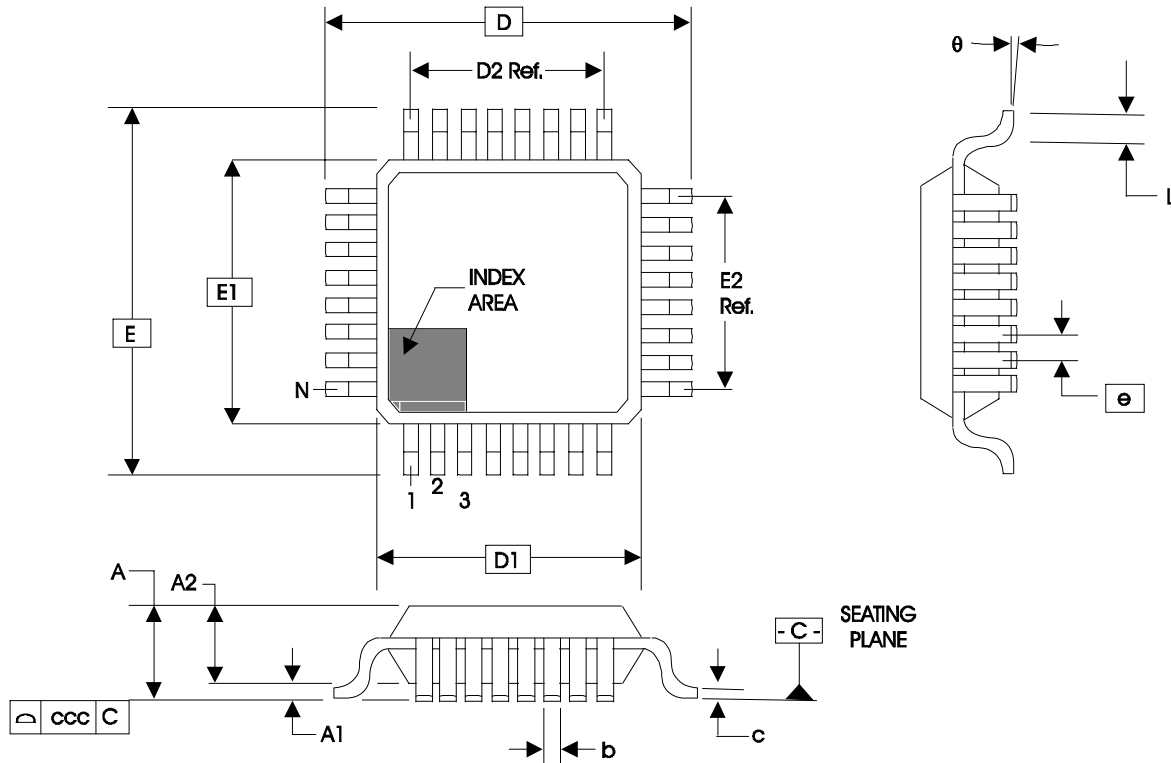 D
D2 Ref.
θ
L
E1
E
INDEX
AREA
E2
Ref.
N
1
2
3
e
D1
A
A2
- C -
SEATING
PLANE
⌓ ccc C
A1
b
c